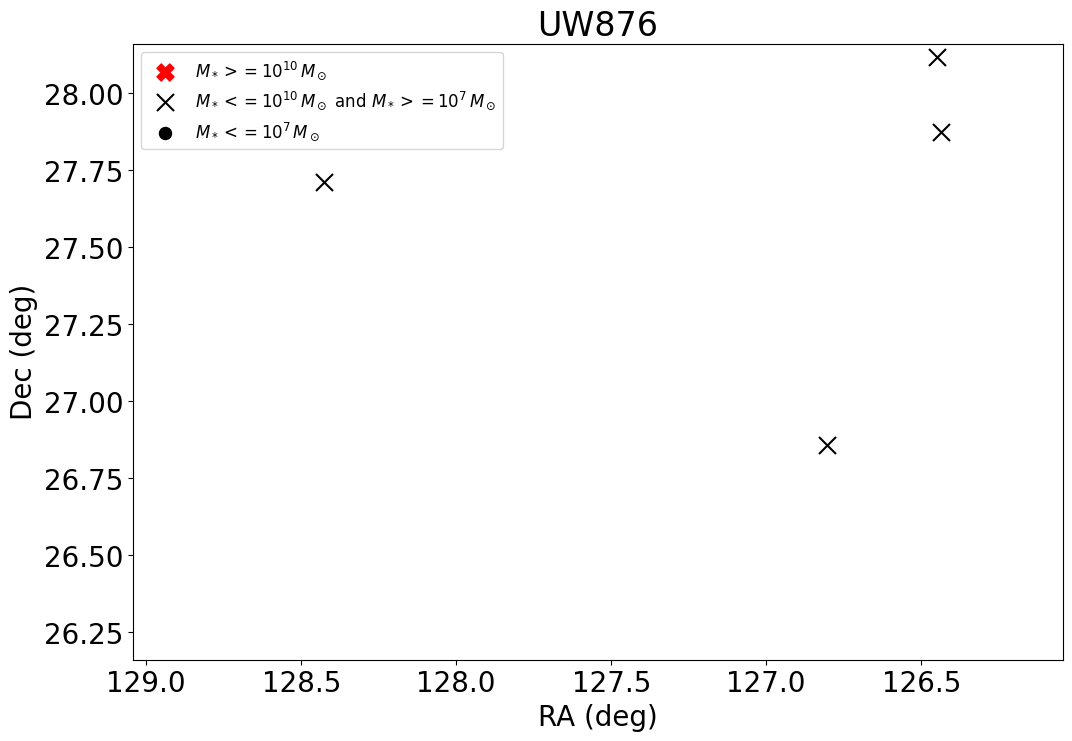 UW876
M* >= 10^10 M⊙
M* <= 10^10 M⊙ and M* >= 10^7 M⊙
M* <= 10^7 M⊙
28.00
27.75
27.50
27.25
27.00
26.75
26.50
26.25
Dec (deg)
129.0 128.5 128.0 127.5 127.0 126.5
RA (deg)